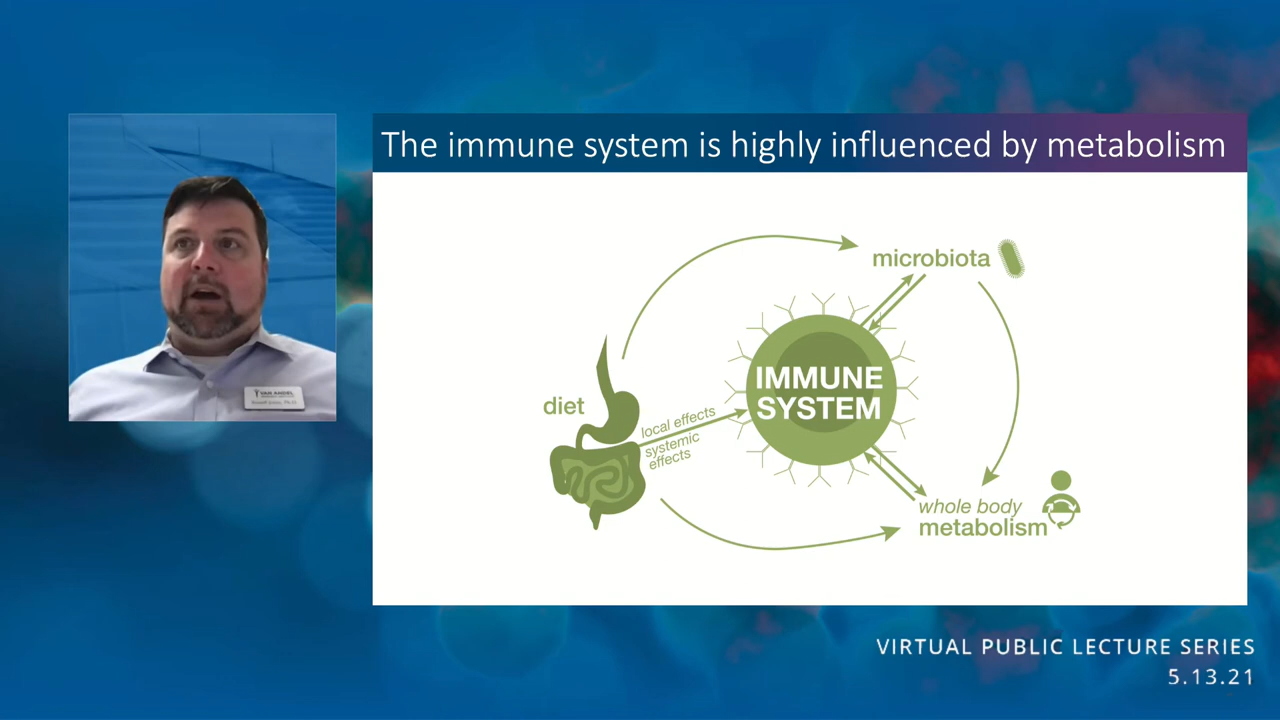 The immune system is highly influenced by metabolism
microbiota
IMMUNE
SYSTEM
diet
local effects
systemic
effects
whole body
metabolism
VAN ANDEL
VIRTUAL PUBLIC LECTURE SERIES
5.13.21